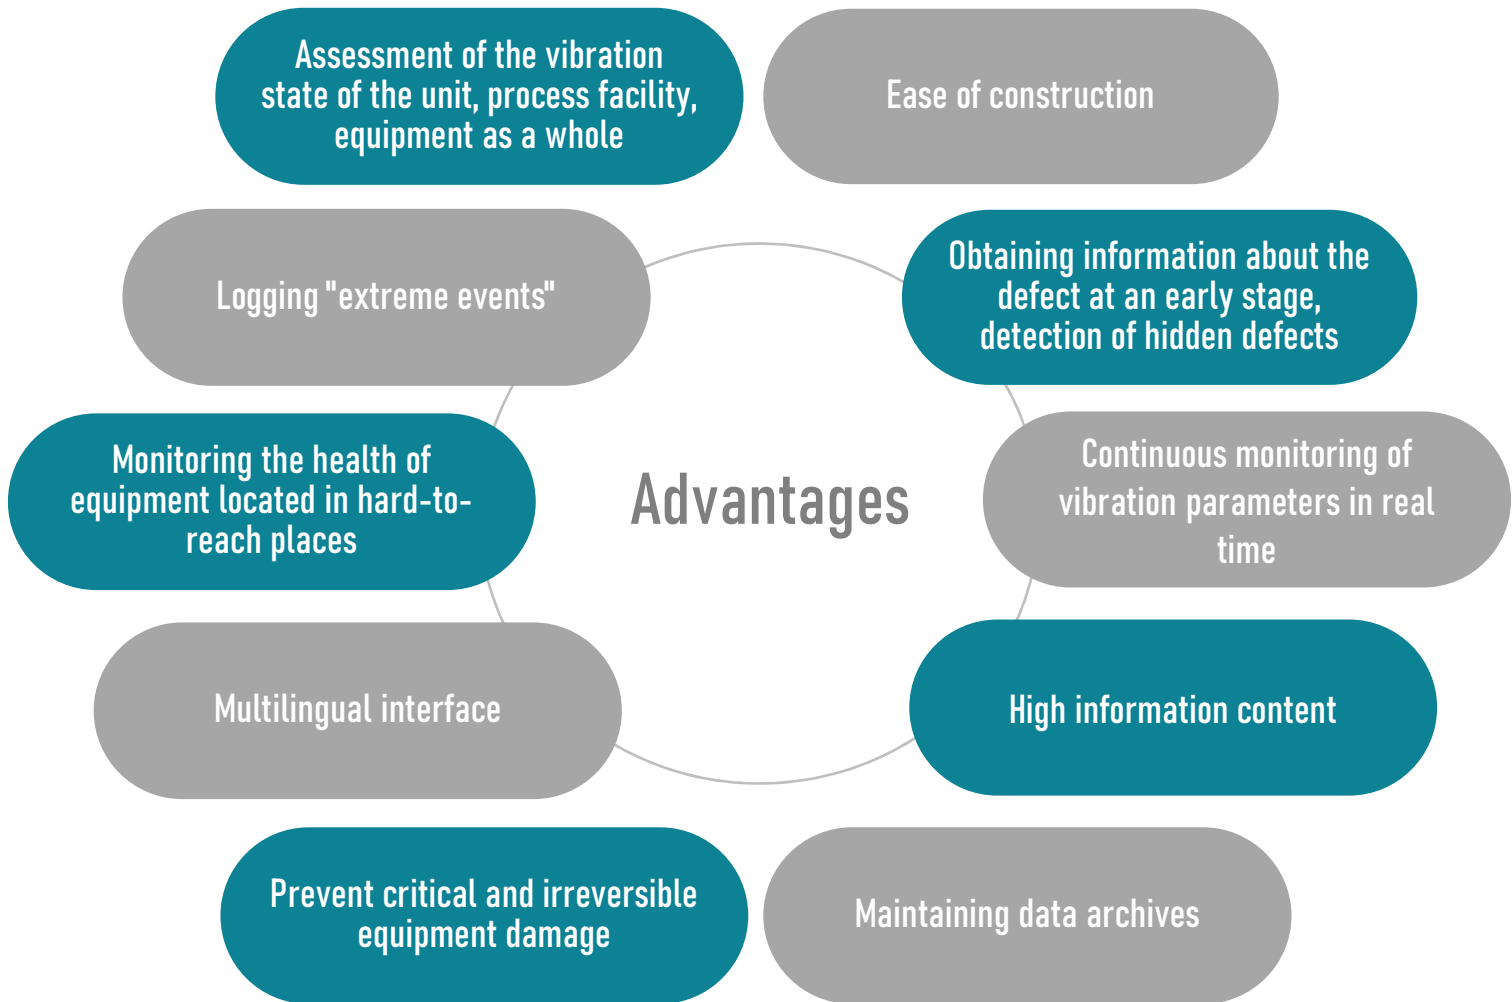 Assessment of the vibration
state of the unit, process facility,
equipment as a whole
Ease of construction
Logging "extreme events"
Obtaining information about the
defect at an early stage,
detection of hidden defects
Monitoring the health of
equipment located in hard-to-
reach places
Advantages
Continuous monitoring of
vibration parameters in real
time
Multilingual interface
High information content
Prevent critical and irreversible
equipment damage
Maintaining data archives